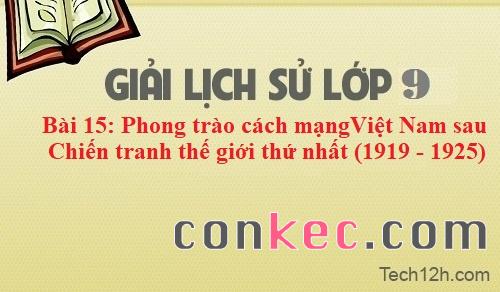 GIẢI LỊCH SỬ LỚP 9
Bài 15: Phong trào cách mạngViệt Nam sau
Chiến tranh thế giới thứ nhất (1919 - 1925)
conkec.com
Tech12h.com